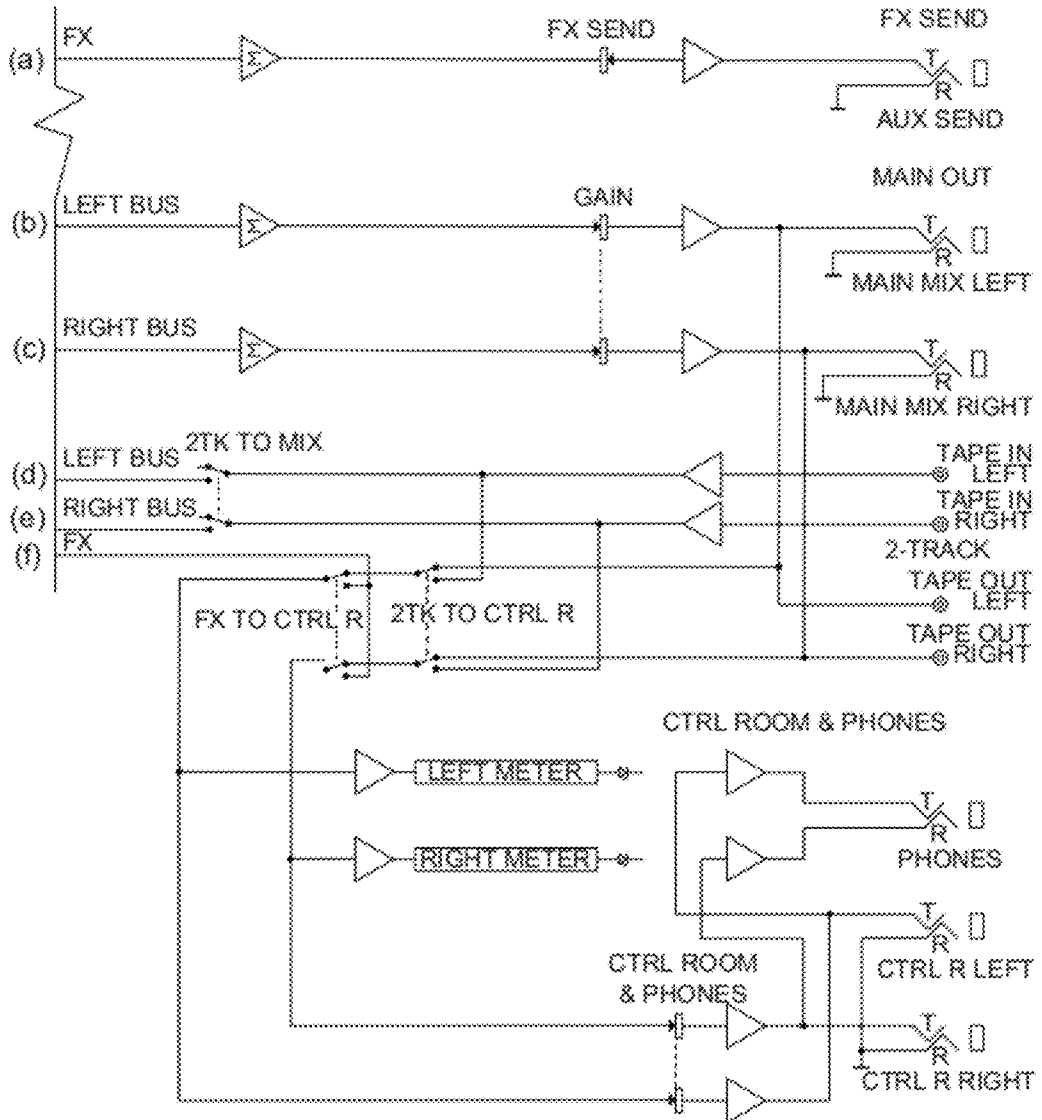 FX SEND
FX
FX SEND
(a)
Σ
T
R
AUX SEND
MAIN OUT
LEFT BUS
GAIN
(b)
Σ
T
R
MAIN MIX LEFT
RIGHT BUS
(c)
Σ
T
R
MAIN MIX RIGHT
2TK TO MIX
TAPE IN
LEFT
LEFT BUS
(d)
TAPE IN
RIGHT
RIGHT BUS
(e)
FX
(f)
2-TRACK
TAPE OUT
LEFT
FX TO CTRL R
2TK TO CTRL R
TAPE OUT
RIGHT
CTRL ROOM & PHONES
LEFT METER
T
R
RIGHT METER
PHONES
T
R
CTRL R LEFT
CTRL ROOM
& PHONES
T
R
CTRL R RIGHT